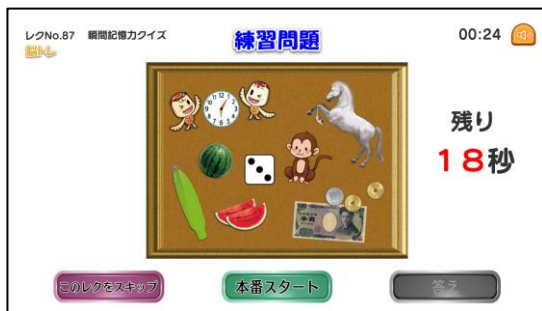 レクNo.87 瞬間記憶力クイズ
脳トレ
練習問題
00:24
残り
18秒
このレクをスキップ
本番スタート
答え